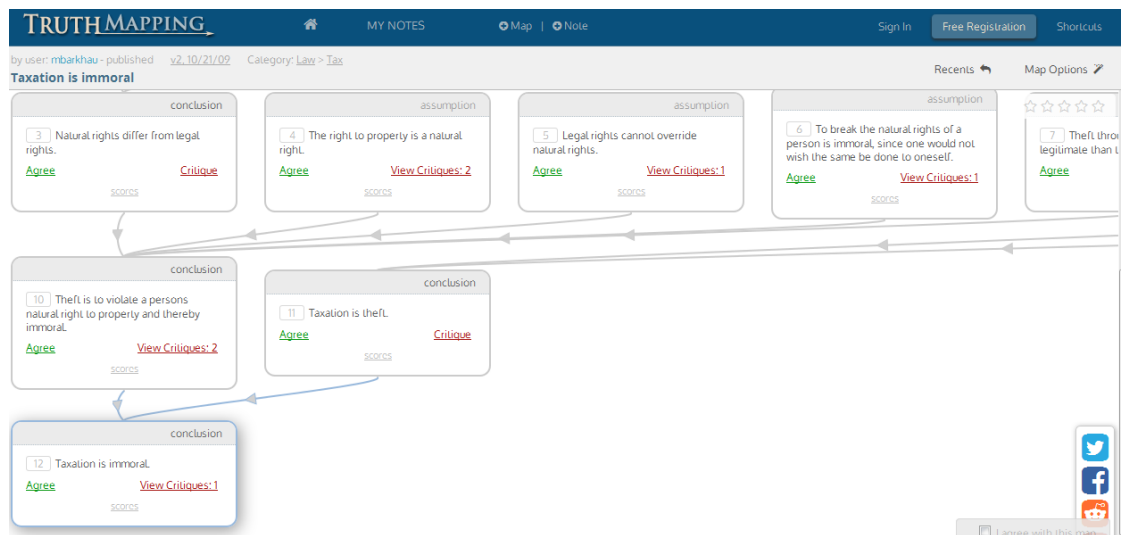 TRUTH MAPPING
MY NOTES
Map | Note
Sign In
Free Registration
Shortcuts
by user: mbarkhau - published v2, 10/21/09 Category: Law > Tax
Taxation is immoral
Recents
Map Options
conclusion
3 Natural rights differ from legal
rights.
Agree Critique
scores
assumption
4 The right to property is a natural
right.
Agree View Critiques: 2
scores
assumption
5 Legal rights cannot override
natural rights.
Agree View Critiques: 1
scores
assumption
6 To break the natural rights of a
person is immoral, since one would not
wish the same be done to oneself.
Agree View Critiques: 1
scores
7 Theft
legitimate than
Agree
conclusion
10 Theft is to violate a persons
natural right to property and thereby
immoral.
Agree View Critiques: 2
scores
conclusion
11 Taxation is theft.
Agree Critique
scores
conclusion
12 Taxation is immoral.
Agree View Critiques: 1
scores
I agree with this map